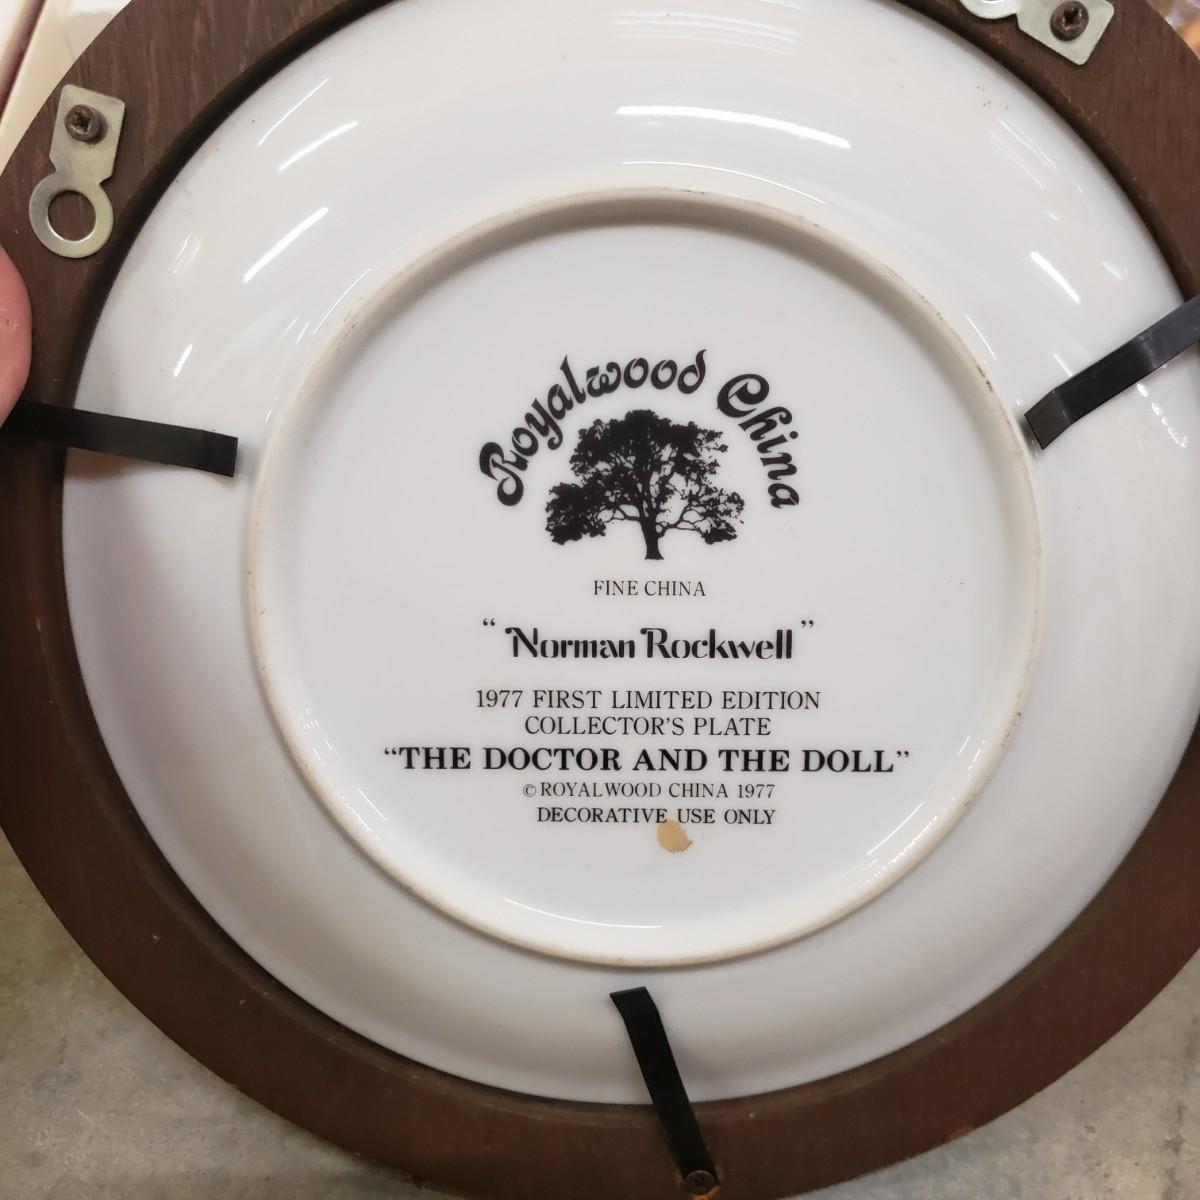 Royalwood China
FINE CHINA
"Norman Rockwell"
1977 FIRST LIMITED EDITION
COLLECTOR'S PLATE
"THE DOCTOR AND THE DOLL"
© ROYALWOOD CHINA 1977
DECORATIVE USE ONLY